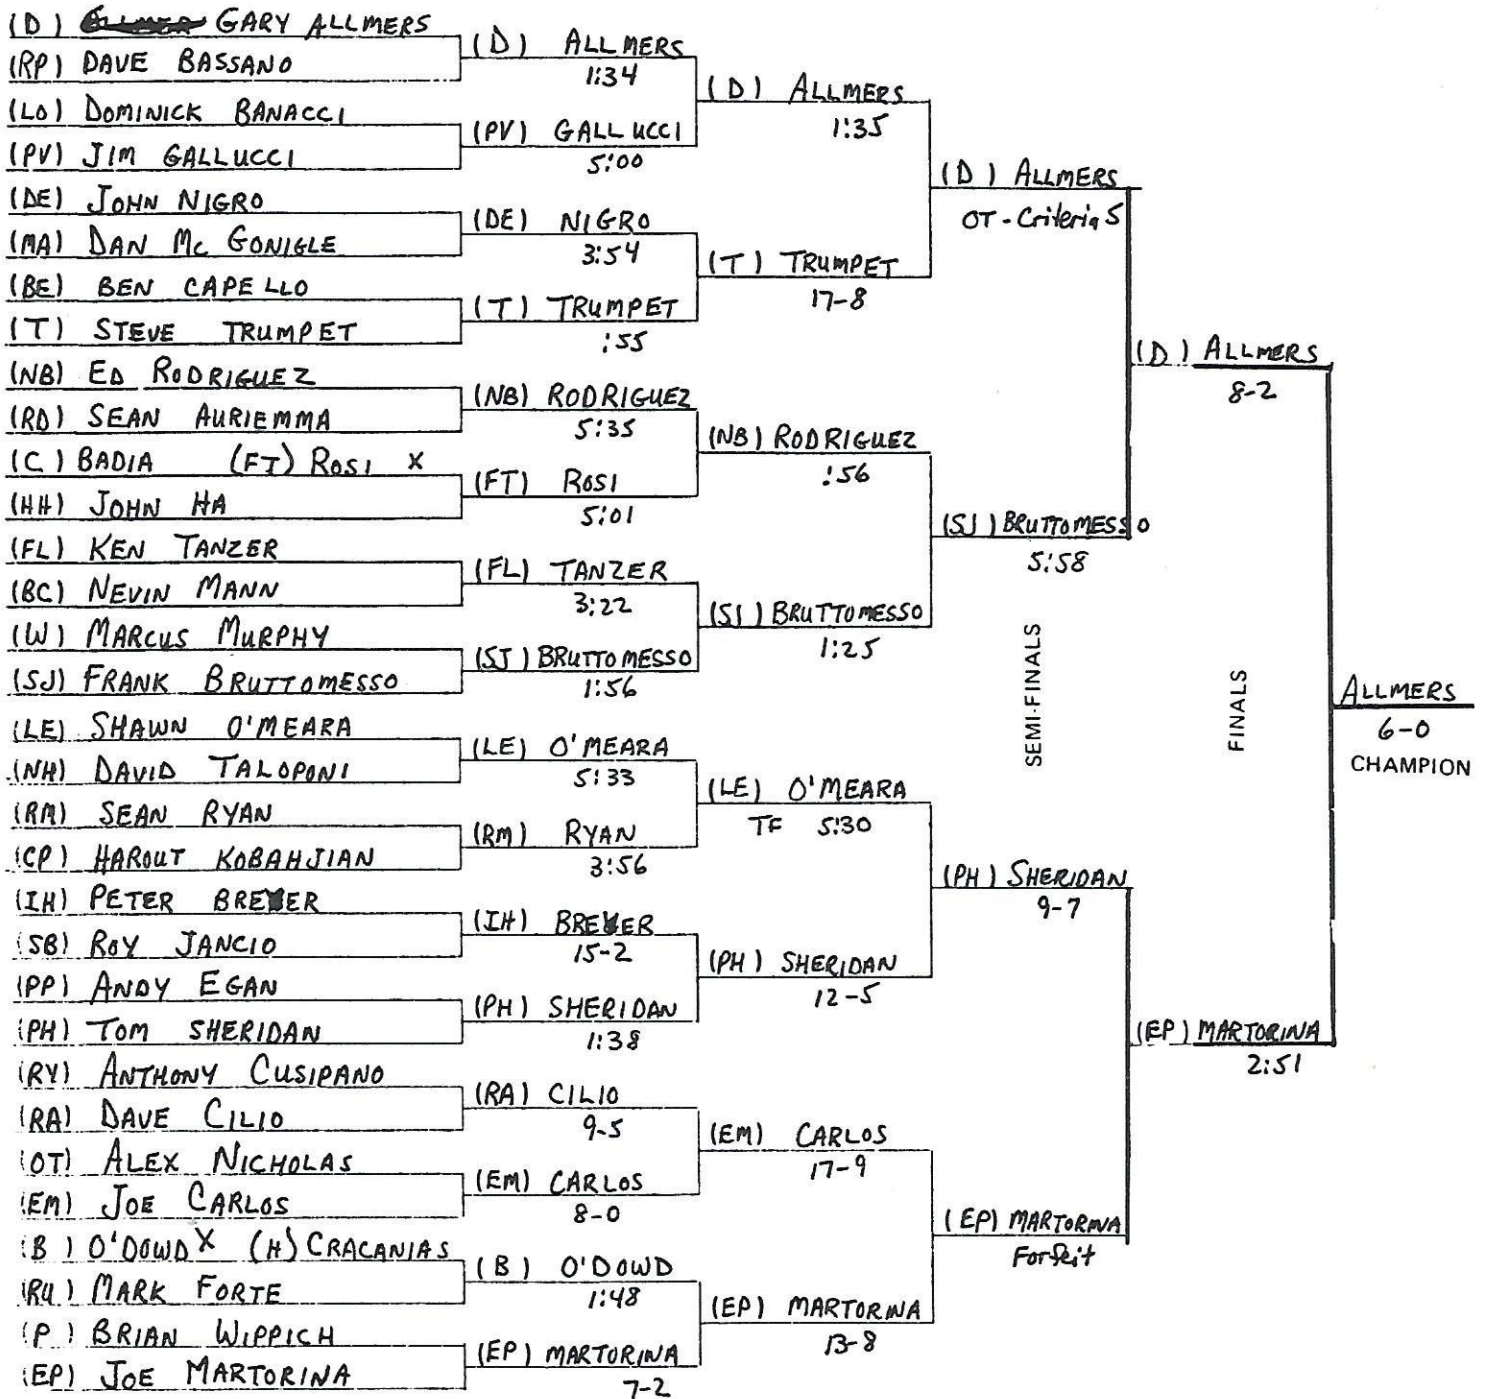 (D) GARY ALLMERS
(RP) DAVE BASSANO
(LO) DOMINICK BANACCI
(PV) JIM GALLUCCI
(DE) JOHN NIGRO
(MA) DAN Mc GONIGLE
(BE) BEN CAPELLO
(T) STEVE TRUMPET
(NB) ED RODRIGUEZ
(RD) SEAN AURIEMMA
(C) BADIA (FT) ROSI X
(HH) JOHN HA
(FL) KEN TANZER
(BC) NEVIN MANN
(W) MARCUS MURPHY
(SJ) FRANK BRUTTOMESSO
(LE) SHAWN O'MEARA
(NH) DAVID TALOPONI
(RM) SEAN RYAN
(CP) HAROUT KOBAHJIAN
(IH) PETER
(SB) ROY JANCIO
(PP) ANDY EGAN
(PH) TOM SHERIDAN
(RY) ANTHONY CUSIPANO
(RA) DAVE CILIO
(OT) ALEX NICHOLAS
(EM) JOE CARLOS
(B) O'DOWD X (H) CRACANIAS
(RU) MARK FORTE
(P) BRIAN WIPPICH
(EP) JOE MARTORINA
(D) ALLMERS
1:34
(PV) GALLUCCI
5:00
(DE) NIGRO
3:54
(T) TRUMPET
:55
(NB) RODRIGUEZ
5:35
(FT) ROSI
5:01
(FL) TANZER
3:22
(SJ) BRUTTOMESSO
1:56
(LE) O'MEARA
5:33
(RM) RYAN
3:56
(IH)
15-2
(PH) SHERIDAN
1:38
(RA) CILIO
9-5
(EM) CARLOS
8-0
(B) O'DOWD
1:48
(EP) MARTORINA
7-2
(D) ALLMERS
1:35
(T) TRUMPET
17-8
(NB) RODRIGUEZ
:56
(SJ) BRUTTOMESSO
1:25
(LE) O'MEARA
TF 5:30
(PH) SHERIDAN
12-5
(EM) CARLOS
17-9
(EP) MARTORINA
13-8
(D) ALLMERS
OT - Criteria 5
(SJ) BRUTTOMESSO
5:58
(PH) SHERIDAN
9-7
(EP) MARTORINA
Forfeit
SEMI-FINALS
(D) ALLMERS
8-2
(EP) MARTORINA
2:51
FINALS
ALLMERS
6-0
CHAMPION